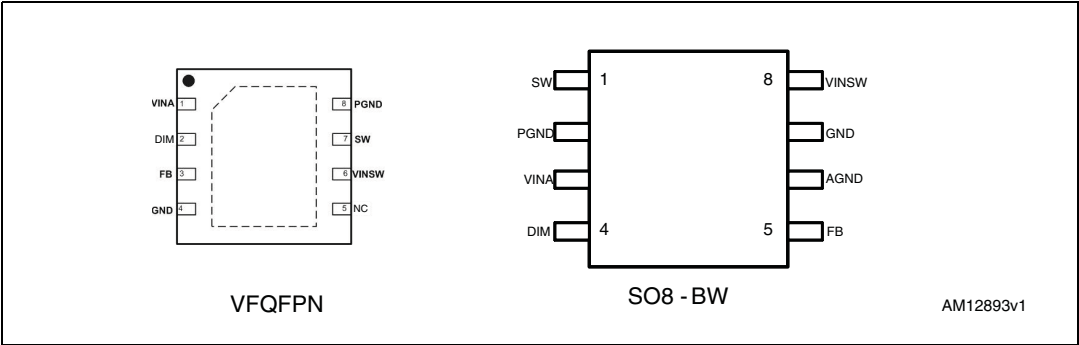 VINA 1 8 PGND
DIM 2 7 SW
FB 3 6 VINSW
GND 4 5 NC
VFQFPN
SW 1 8 VINSW
PGND GND
VINA AGND
DIM 4 5 FB
SO8 - BW
AM12893v1